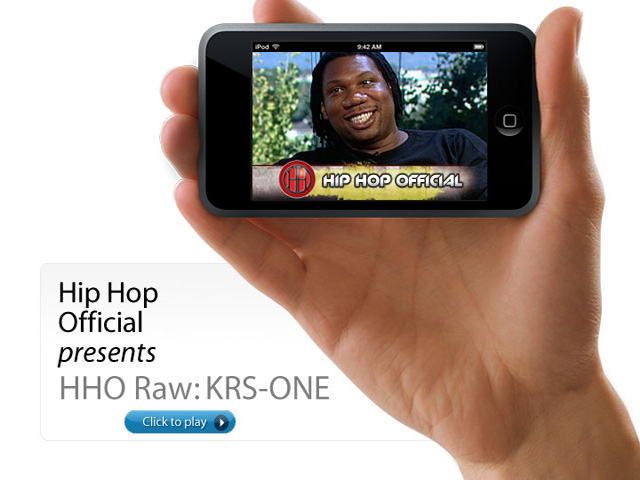 iPod 9:42 AM
HIP HOP OFFICIAL
Hip Hop
Official
presents
HHO Raw: KRS-ONE
Click to play